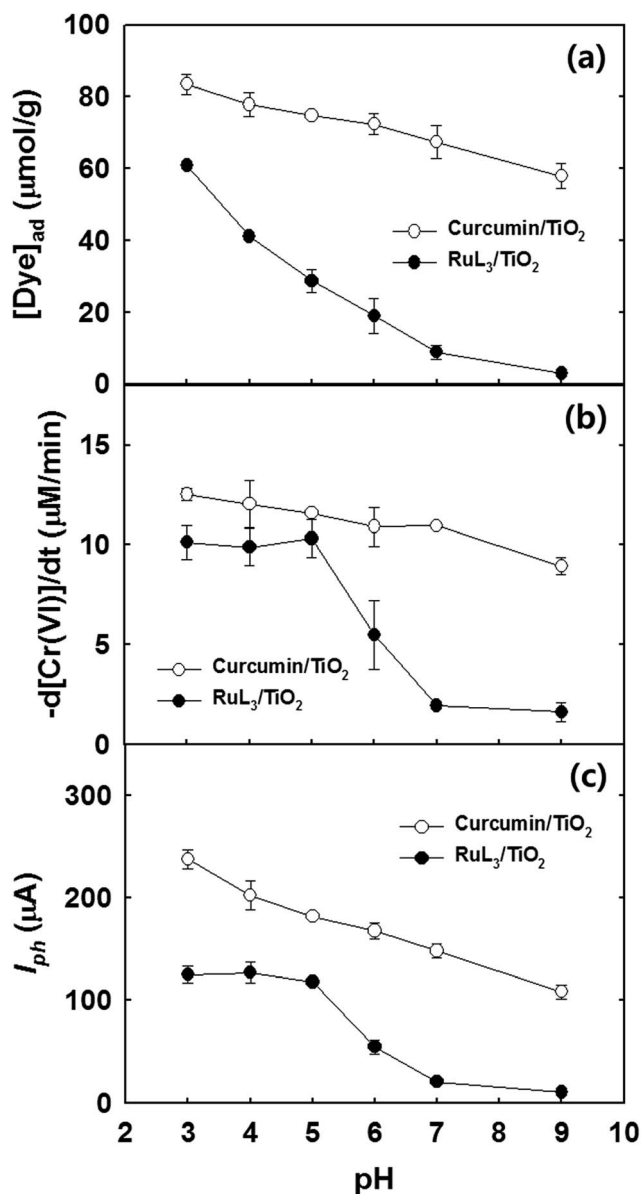 (a)
[Dye]ad (μmol/g)
100
80
60
40
20
0
Curcumin/TiO2
RuL3/TiO2
(b)
-d[Cr(VI)]/dt (μM/min)
15
10
5
0
Curcumin/TiO2
RuL3/TiO2
(c)
Iph (μA)
300
200
100
0
Curcumin/TiO2
RuL3/TiO2
2 3 4 5 6 7 8 9 10
pH